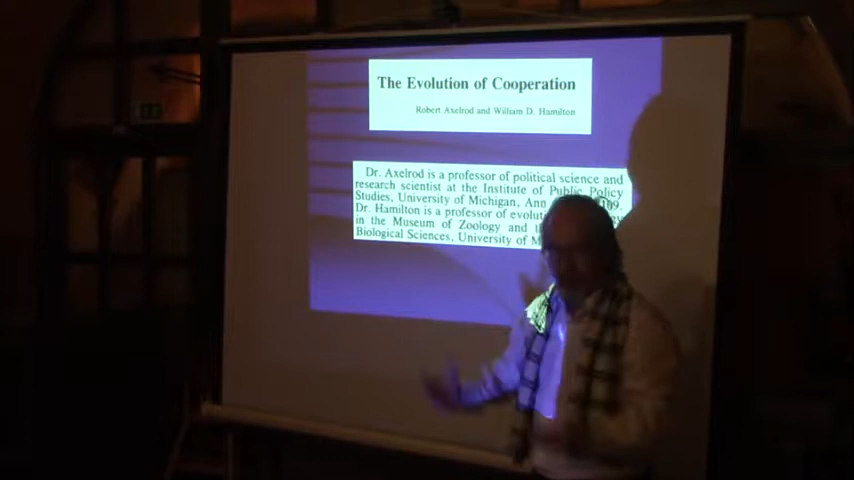 The Evolution of Cooperation
Robert Axelrod and William D. Hamilton
Dr. Axelrod is a professor of political science and
research scientist at the Institute of Public Policy
Studies, University of Michigan, Ann
Dr. Hamilton is a professor of
in the Museum of Zoology and
Biological Sciences, University of